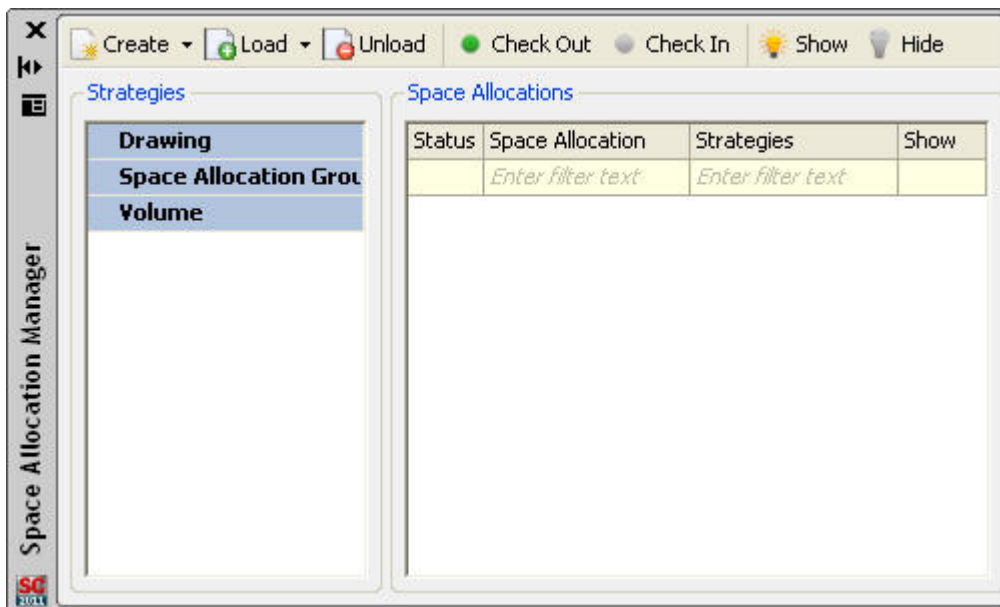 Create Load Unload Check Out Check In Show Hide
Strategies
Drawing
Space Allocation Grou
Volume
Space Allocations
Status Space Allocation Strategies Show
Enter filter text Enter filter text
Space Allocation Manager
SC
2011